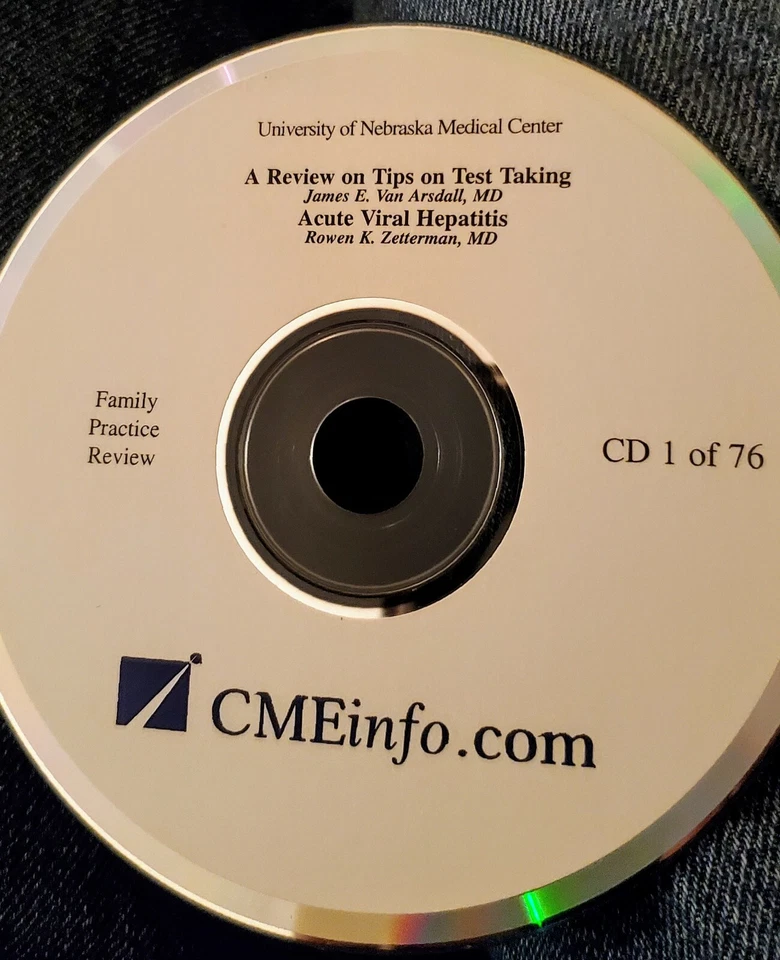 University of Nebraska Medical Center
A Review on Tips on Test Taking
James E. Van Arsdall, MD
Acute Viral Hepatitis
Rowen K. Zetterman, MD
Family
Practice
Review
CD 1 of 76
CMEinfo.com